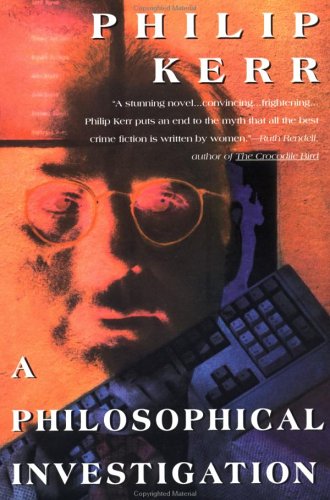 PHILIP
KERR
"A stunning novel...convincing...frightening...
Philip Kerr puts an end to the myth that all the best
crime fiction is written by women."—Ruth Rendell,
author of The Crocodile Bird
A
PHILOSOPHICAL
INVESTIGATION